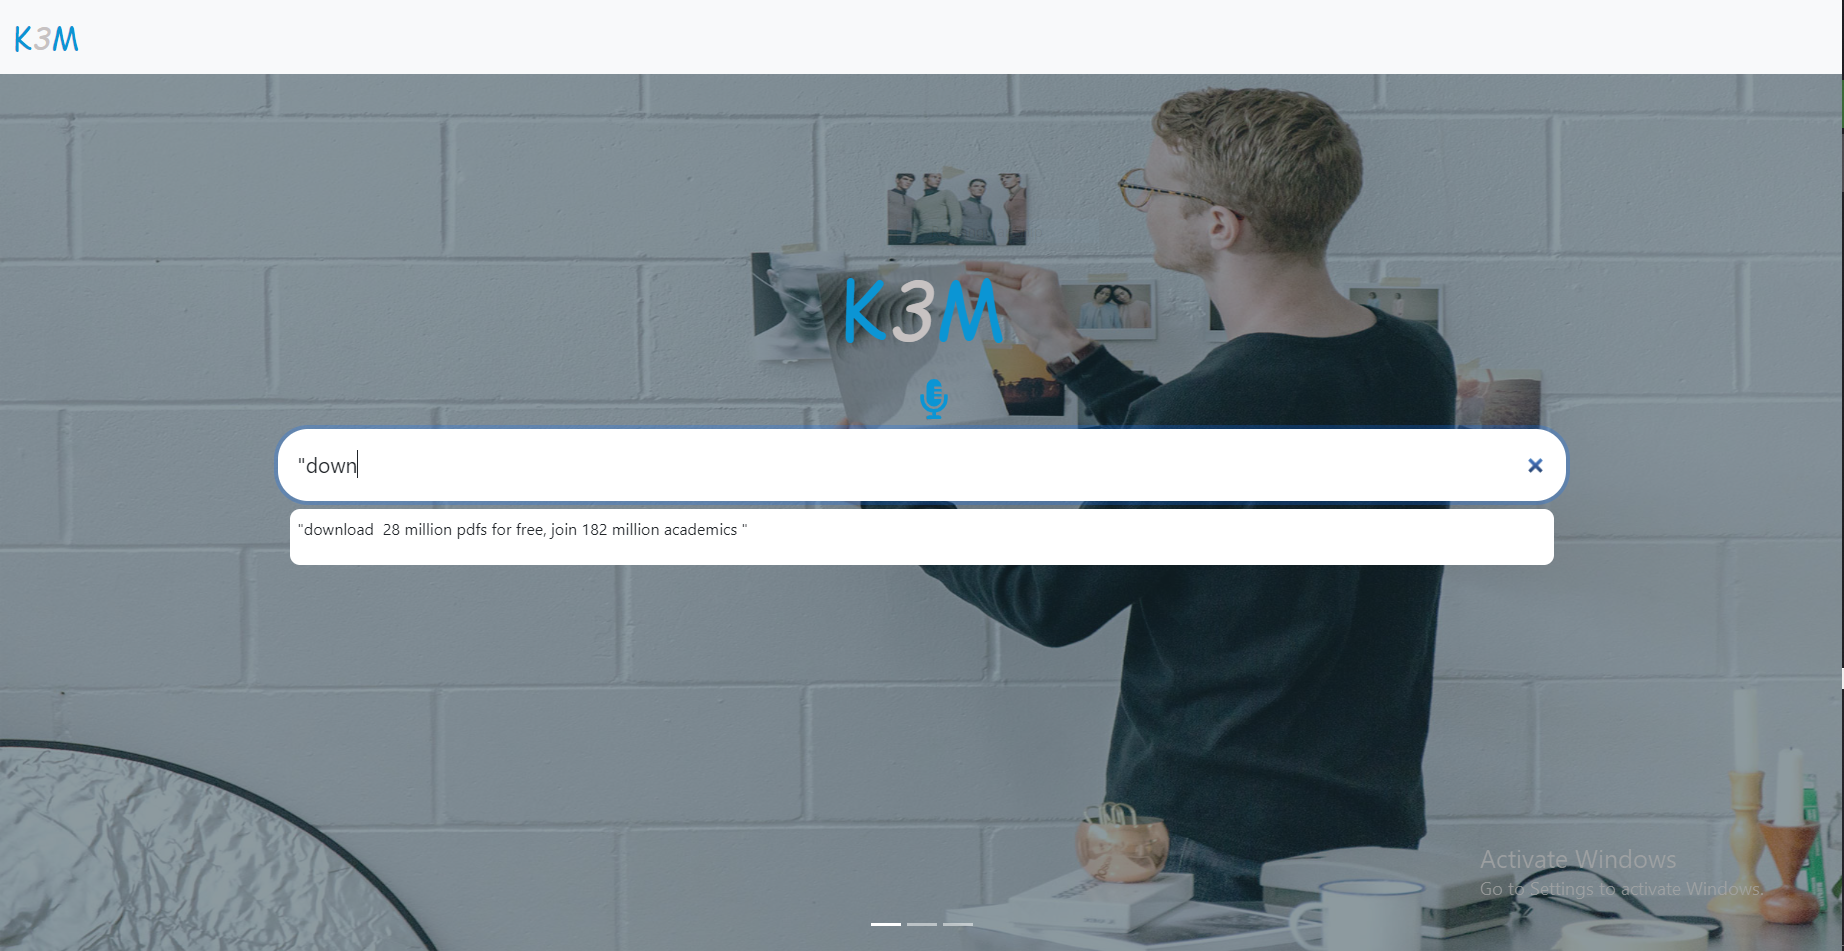 K3M
K3M
"down
"download  28 million pdfs for free, join 182 million academics "
Activate Windows
Go to Settings to activate Windows.